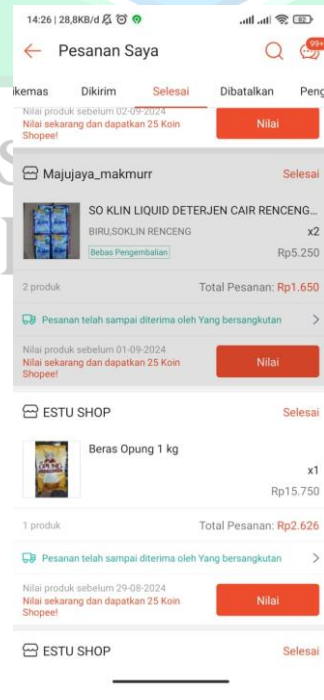 14:26 | 28,8KB/d
82
Pesanan Saya
99+
kemas Dikirim Selesai Dibatalkan Peng
Nilai produk sebelum 02-09-2024
Nilai sekarang dan dapatkan 25 Koin
Shopee!
Nilai
Majujaya_makmurr Selesai
SO KLIN LIQUID DETERJEN CAIR RENCENG...
BIRU,SOKLIN RENCENG x2
Bebas Pengembalian Rp5.250
2 produk Total Pesanan: Rp1.650
Pesanan telah sampai diterima oleh Yang bersangkutan >
Nilai produk sebelum 01-09-2024
Nilai sekarang dan dapatkan 25 Koin
Shopee!
Nilai
ESTU SHOP Selesai
Beras Opung 1 kg
x1
Rp15.750
1 produk Total Pesanan: Rp2.626
Pesanan telah sampai diterima oleh Yang bersangkutan >
Nilai produk sebelum 29-08-2024
Nilai sekarang dan dapatkan 25 Koin
Shopee!
Nilai
ESTU SHOP Selesai